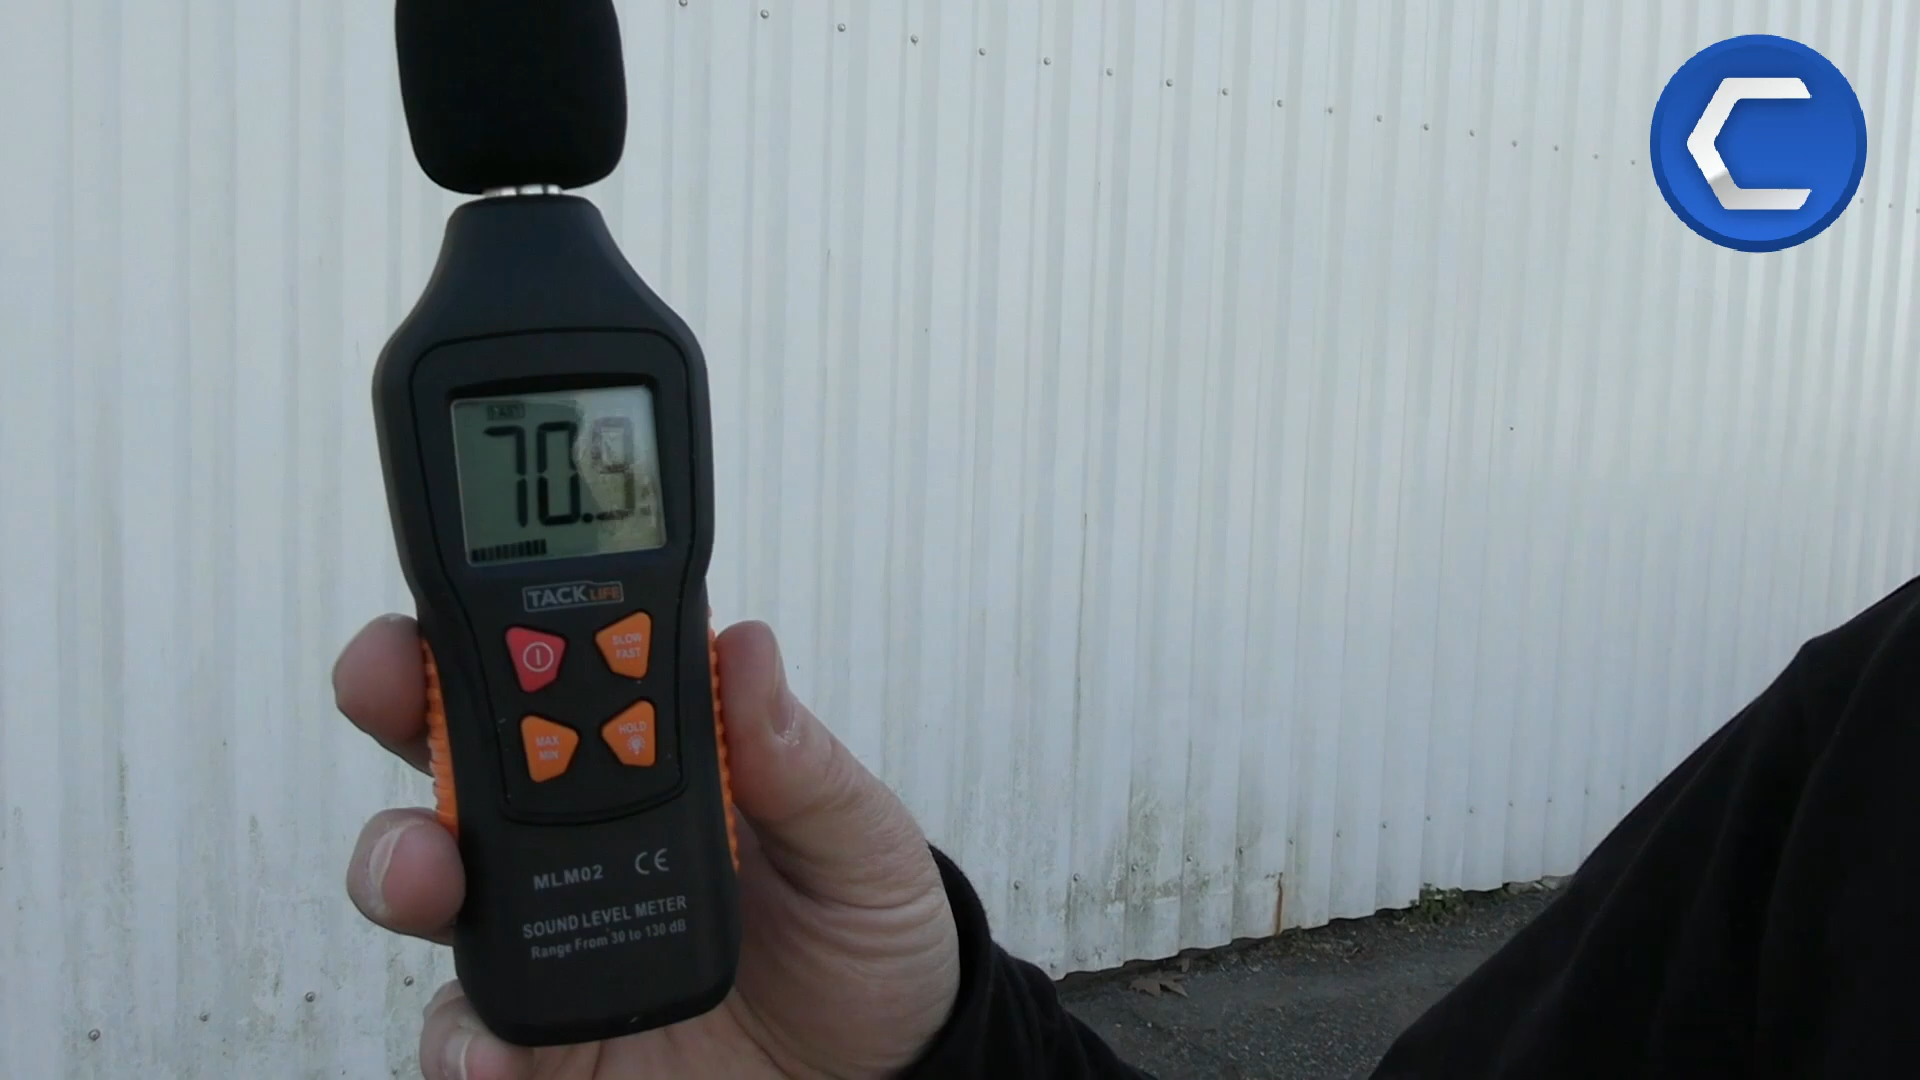 FAST
70.9
TACKLIFE
SLOW
FAST
MAX
MIN
HOLD
MLM02 CE
SOUND LEVEL METER
Range From 30 to 130 dB
C